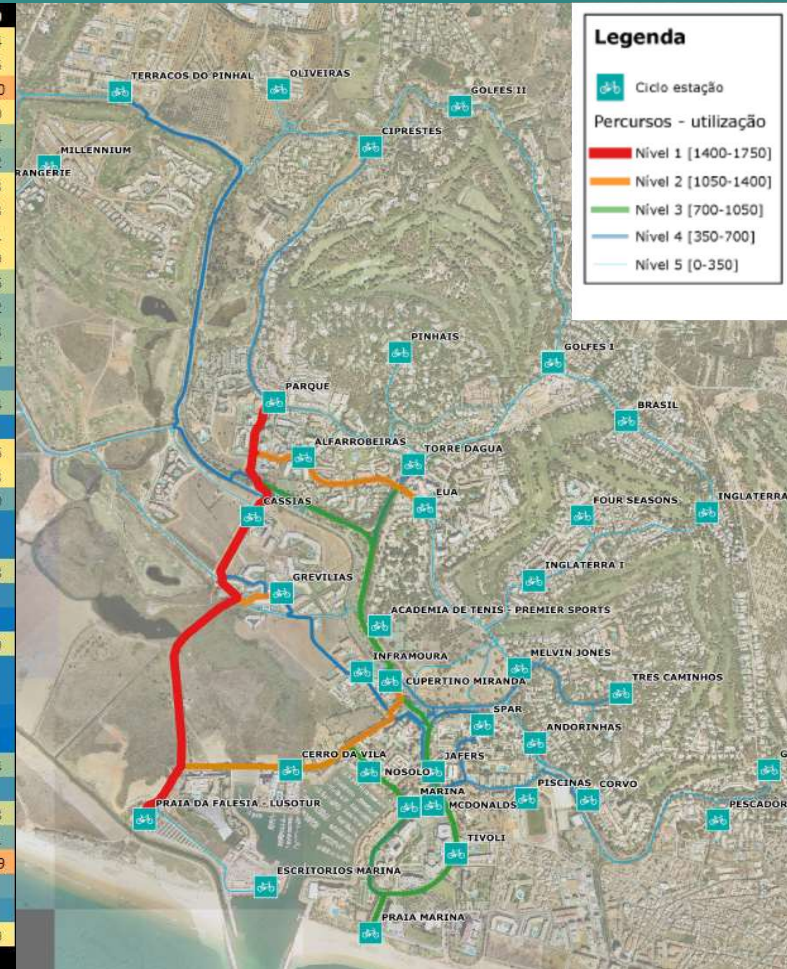 Legenda
Ciclo estação
Percursos - utilização
Nível 1 [1400-1750]
Nível 2 [1050-1400]
Nível 3 [700-1050]
Nível 4 [350-700]
Nível 5 [0-350]
TERRACOS DO PINHAL
OLIVEIRAS
GOLFES II
CIPRESTES
MILLENNIUM
RANGERIE
PINHAIS
GOLFES I
PARQUE
BRASIL
ALFARROBEIRAS
TORRE DAGUA
EUA
CASSIAS
FOUR SEASONS
INGLATERRA
INGLATERRA I
GREVILIAS
ACADEMIA DE TENIS - PREMIER SPORTS
INFRAMOURA
MELVIN JONES
CUPERTINO MIRANDA
TRES CAMINHOS
SPAR
ANDORINHAS
CERRO DA VILA
JAFERS
NOSOLO
MARINA
PISCINAS
CORVO
PRAIA DA FALESIA - LUSOTUR
MCDONALDS
PESCADOR
TIVOLI
ESCRITORIOS MARINA
PRAIA MARINA